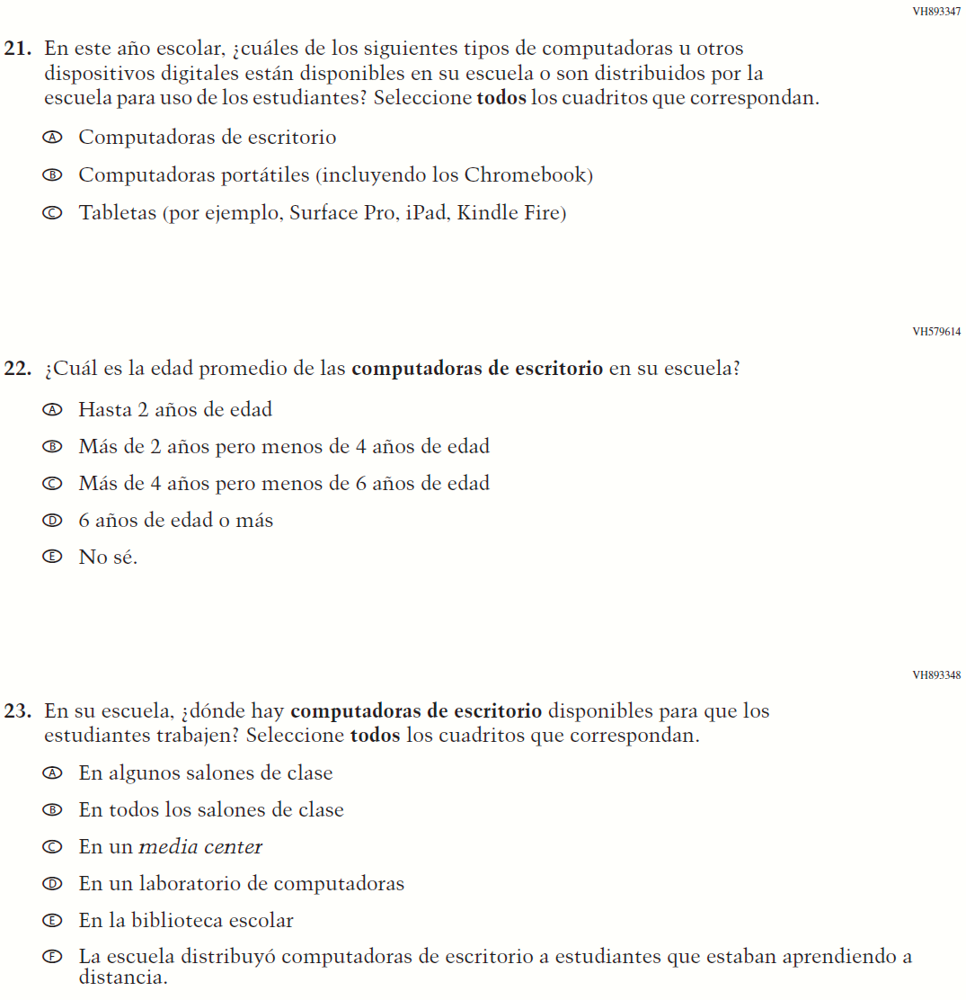 VH893347
21. En este año escolar, ¿cuáles de los siguientes tipos de computadoras u otros
dispositivos digitales están disponibles en su escuela o son distribuidos por la
escuela para uso de los estudiantes? Seleccione todos los cuadritos que correspondan.
A Computadoras de escritorio
B Computadoras portátiles (incluyendo los Chromebook)
C Tabletas (por ejemplo, Surface Pro, iPad, Kindle Fire)
VH579614
22. ¿Cuál es la edad promedio de las computadoras de escritorio en su escuela?
A Hasta 2 años de edad
B Más de 2 años pero menos de 4 años de edad
C Más de 4 años pero menos de 6 años de edad
D 6 años de edad o más
E No sé.
VH893348
23. En su escuela, ¿dónde hay computadoras de escritorio disponibles para que los
estudiantes trabajen? Seleccione todos los cuadritos que correspondan.
A En algunos salones de clase
B En todos los salones de clase
C En un media center
D En un laboratorio de computadoras
E En la biblioteca escolar
F La escuela distribuyó computadoras de escritorio a estudiantes que estaban aprendiendo a
distancia.